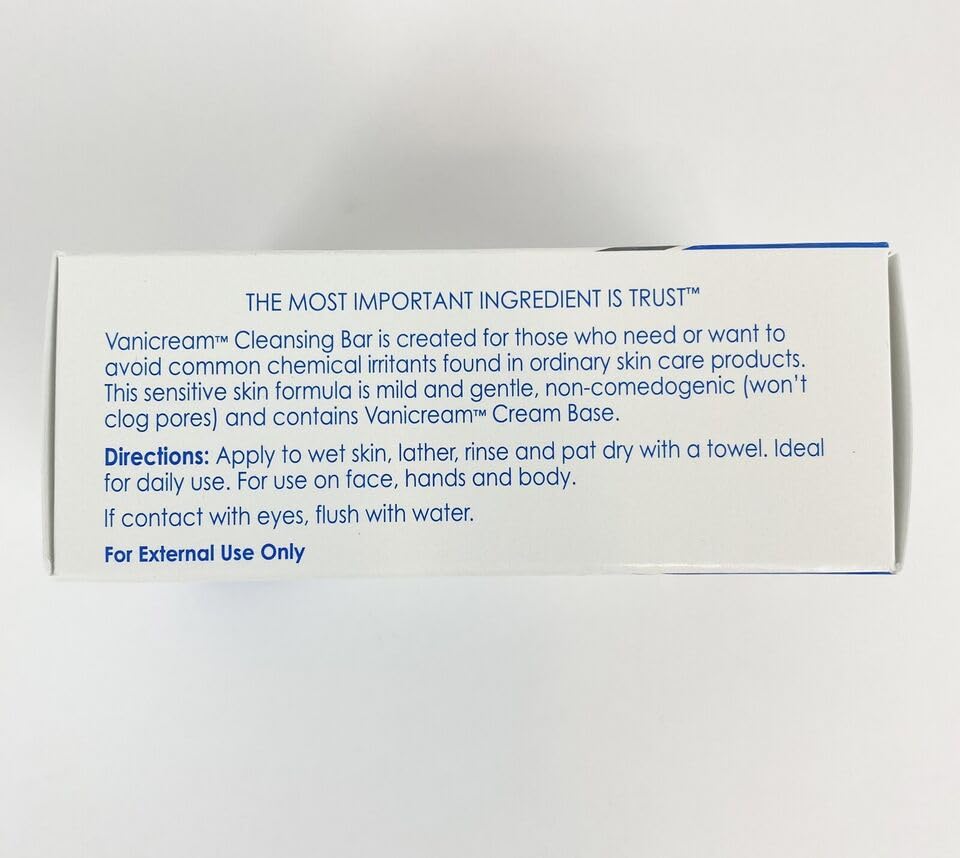 THE MOST IMPORTANT INGREDIENT IS TRUST™
Vanicream™ Cleansing Bar is created for those who need or want to
avoid common chemical irritants found in ordinary skin care products.
This sensitive skin formula is mild and gentle, non-comedogenic (won't
clog pores) and contains Vanicream™ Cream Base.
Directions: Apply to wet skin, lather, rinse and pat dry with a towel. Ideal
for daily use. For use on face, hands and body.
If contact with eyes, flush with water.
For External Use Only